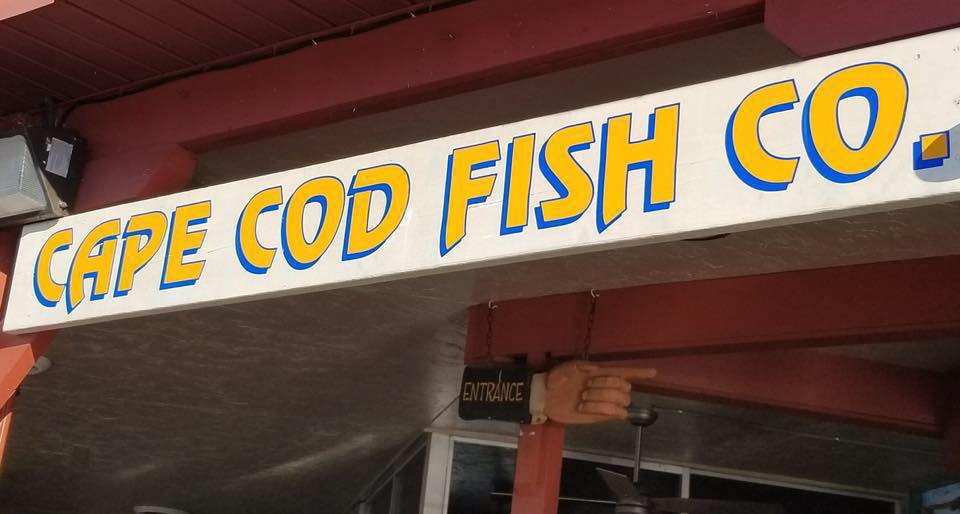 CAPE COD FISH CO.
ENTRANCE